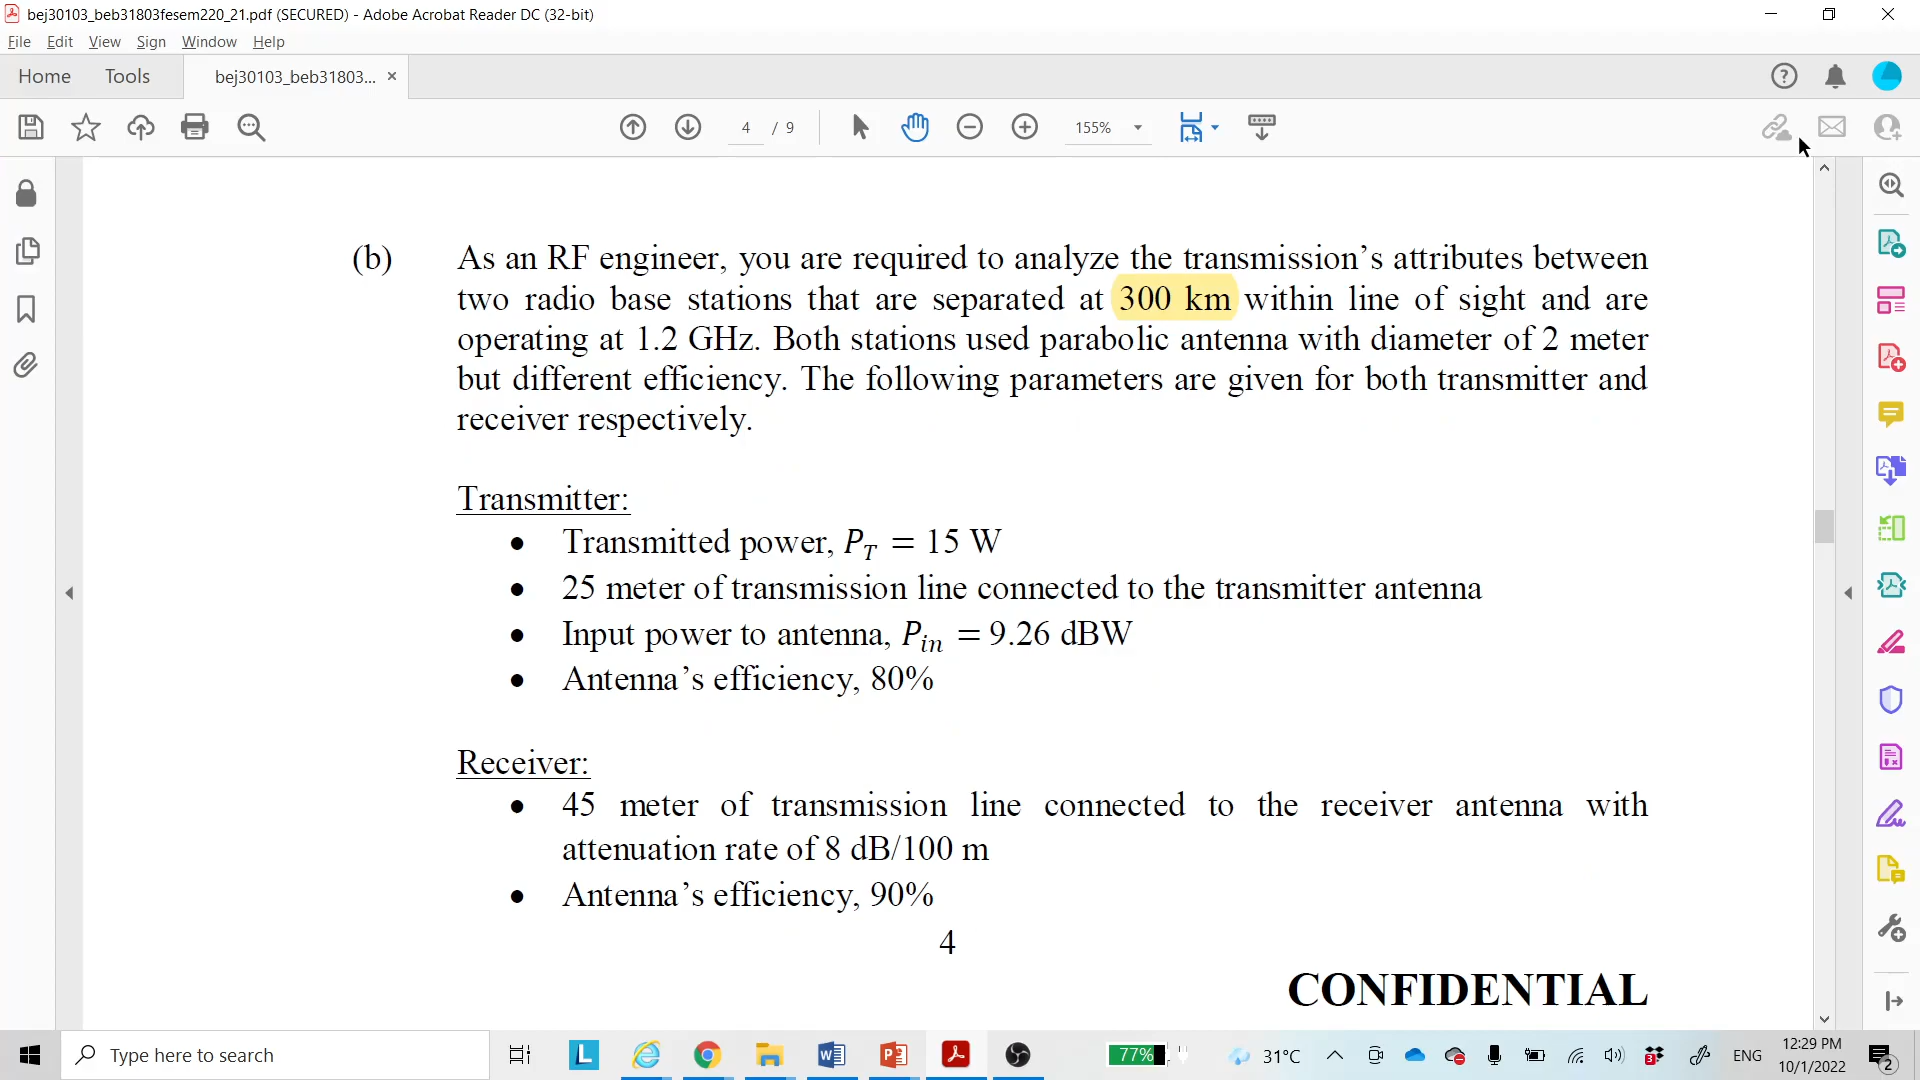 bej30103_beb31803fesem220_21.pdf (SECURED) - Adobe Acrobat Reader DC (32-bit)
File Edit View Sign Window Help
Home Tools bej30103_beb31803... ×
4 / 9 155%
(b) As an RF engineer, you are required to analyze the transmission's attributes between
two radio base stations that are separated at 300 km within line of sight and are
operating at 1.2 GHz. Both stations used parabolic antenna with diameter of 2 meter
but different efficiency. The following parameters are given for both transmitter and
receiver respectively.
Transmitter:
• Transmitted power, P_T = 15 W
• 25 meter of transmission line connected to the transmitter antenna
• Input power to antenna, P_in = 9.26 dBW
• Antenna's efficiency, 80%
Receiver:
• 45 meter of transmission line connected to the receiver antenna with
attenuation rate of 8 dB/100 m
• Antenna's efficiency, 90%
4
CONFIDENTIAL
Type here to search L 77% 31°C 3 ENG 12:29 PM
10/1/2022 2